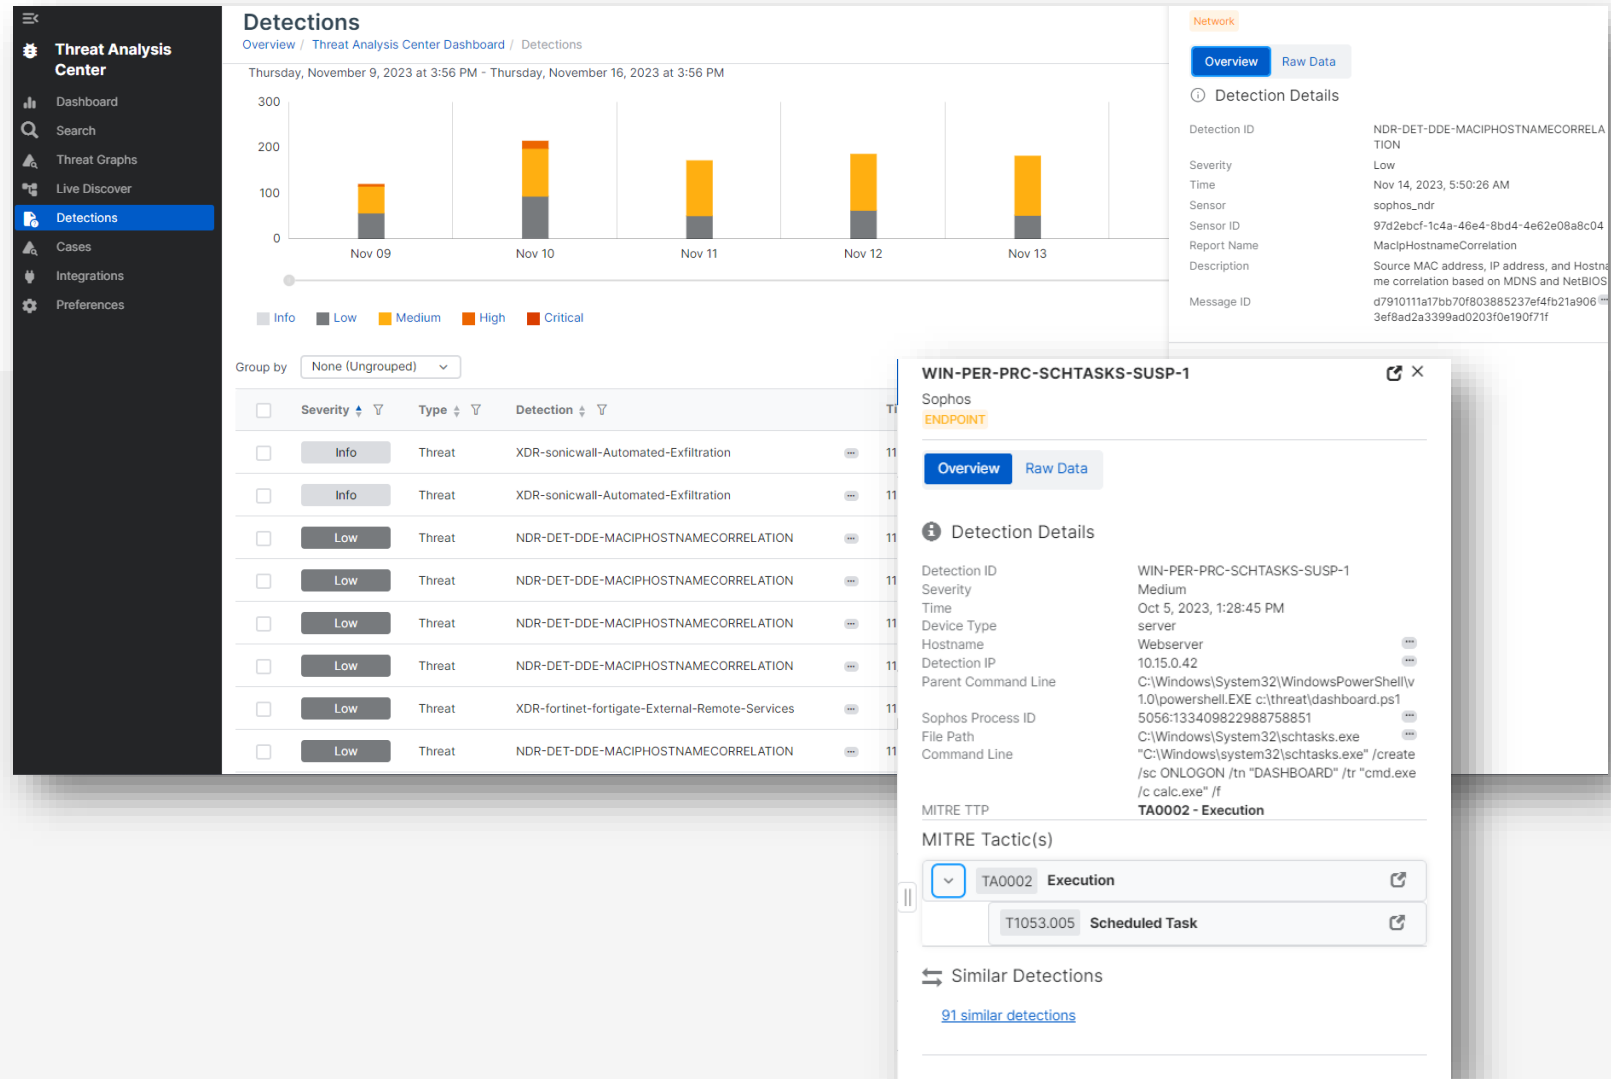 Threat Analysis
Center
Dashboard
Search
Threat Graphs
Live Discover
Detections
Cases
Integrations
Preferences
Detections
Overview / Threat Analysis Center Dashboard / Detections
Thursday, November 9, 2023 at 3:56 PM - Thursday, November 16, 2023 at 3:56 PM
300
200
100
0
Nov 09 Nov 10 Nov 11 Nov 12 Nov 13
Info Low Medium High Critical
Group by None (Ungrouped)
Severity Type Detection
Info Threat XDR-sonicwall-Automated-Exfiltration 11
Info Threat XDR-sonicwall-Automated-Exfiltration 11
Low Threat NDR-DET-DDE-MACIPHOSTNAMECORRELATION 11
Low Threat NDR-DET-DDE-MACIPHOSTNAMECORRELATION 11
Low Threat NDR-DET-DDE-MACIPHOSTNAMECORRELATION 11
Low Threat NDR-DET-DDE-MACIPHOSTNAMECORRELATION 11
Low Threat XDR-fortinet-fortigate-External-Remote-Services 11
Low Threat NDR-DET-DDE-MACIPHOSTNAMECORRELATION 11
Network
Overview Raw Data
Detection Details
Detection ID NDR-DET-DDE-MACIPHOSTNAMECORRELA
TION
Severity Low
Time Nov 14, 2023, 5:50:26 AM
Sensor sophos_ndr
Sensor ID 97d2ebcf-1c4a-46e4-8bd4-4e62e08a8c04
Report Name MacIpHostnameCorrelation
Description Source MAC address, IP address, and Hostna
me correlation based on MDNS and NetBIOS
Message ID d7910111a17bb70f803885237ef4fb21a906
3ef8ad2a3399ad0203f0e190f71f
WIN-PER-PRC-SCHTASKS-SUSP-1
Sophos
ENDPOINT
Overview Raw Data
Detection Details
Detection ID WIN-PER-PRC-SCHTASKS-SUSP-1
Severity Medium
Time Oct 5, 2023, 1:28:45 PM
Device Type server
Hostname Webserver
Detection IP 10.15.0.42
Parent Command Line C:\Windows\System32\WindowsPowerShell\v
1.0\powershell.EXE c:\threat\dashboard.ps1
Sophos Process ID 5056:133409822988758851
File Path C:\Windows\System32\schtasks.exe
Command Line "C:\Windows\system32\schtasks.exe" /create
/sc ONLOGON /tn "DASHBOARD" /tr "cmd.exe
/c calc.exe" /f
MITRE TTP TA0002 - Execution
MITRE Tactic(s)
TA0002 Execution
T1053.005 Scheduled Task
Similar Detections
91 similar detections